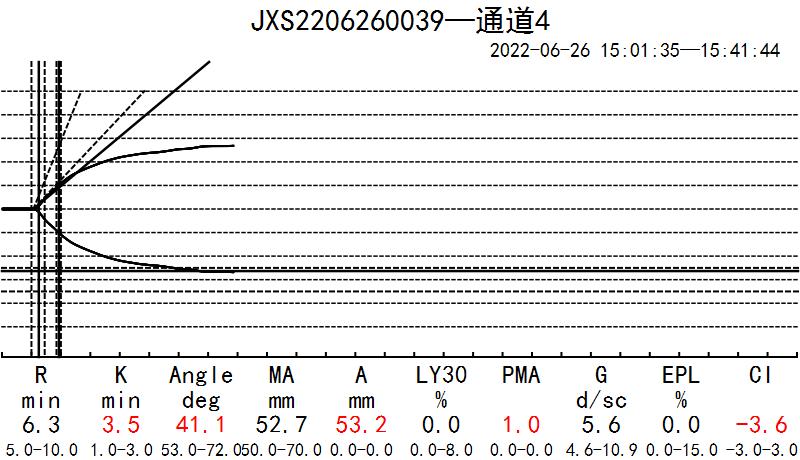 JXS2206260039—通道4
2022-06-26 15:01:35—15:41:44
R K Angle MA A LY30 PMA G EPL CI
min min deg mm mm % d/sc %
6.3 3.5 41.1 52.7 53.2 0.0 1.0 5.6 0.0 -3.6
5.0-10.0 1.0-3.0 53.0-72.0 50.0-70.0 0.0-0.0 0.0-8.0 0.0-0.0 4.6-10.9 0.0-15.0 -3.0-3.0